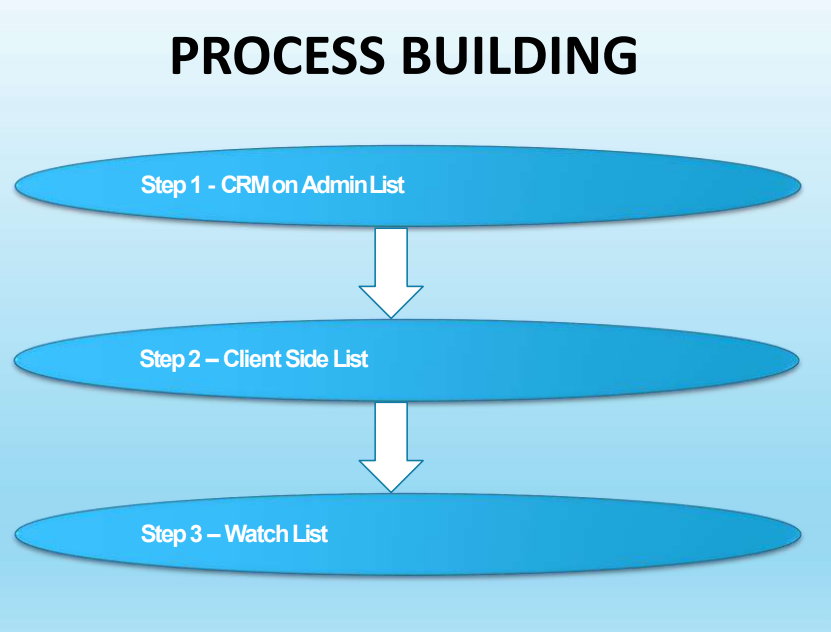 PROCESS BUILDING
Step 1 - CRM on Admin List
Step 2 – Client Side List
Step 3 – Watch List